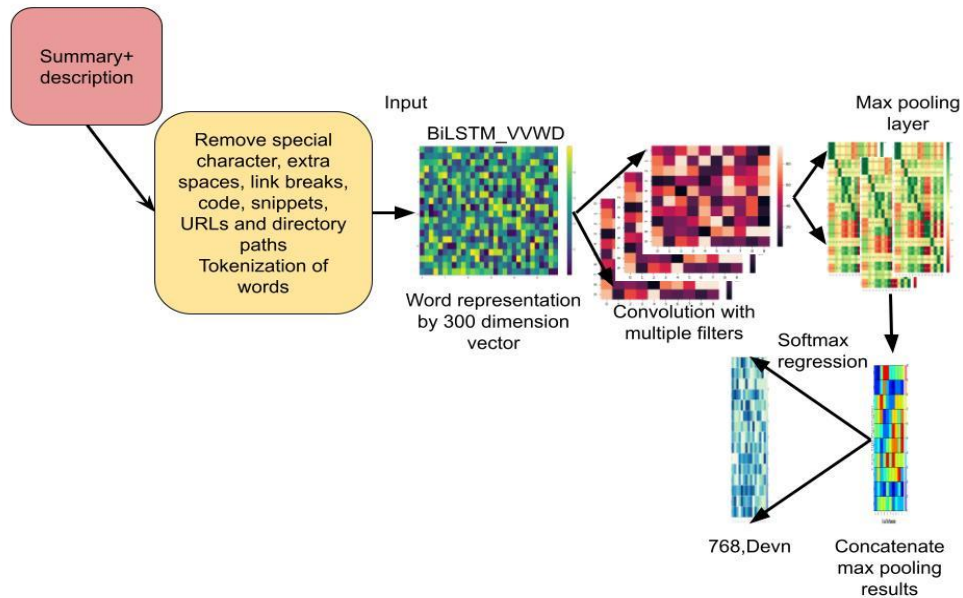 Summary+
description
Remove special
character, extra
spaces, link breaks,
code, snippets,
URLs and directory
paths
Tokenization of
words
Input
BiLSTM_VVWD
Word representation
by 300 dimension
vector
Convolution with
multiple filters
Max pooling
layer
Softmax
regression
768,Devn
Concatenate
max pooling
results